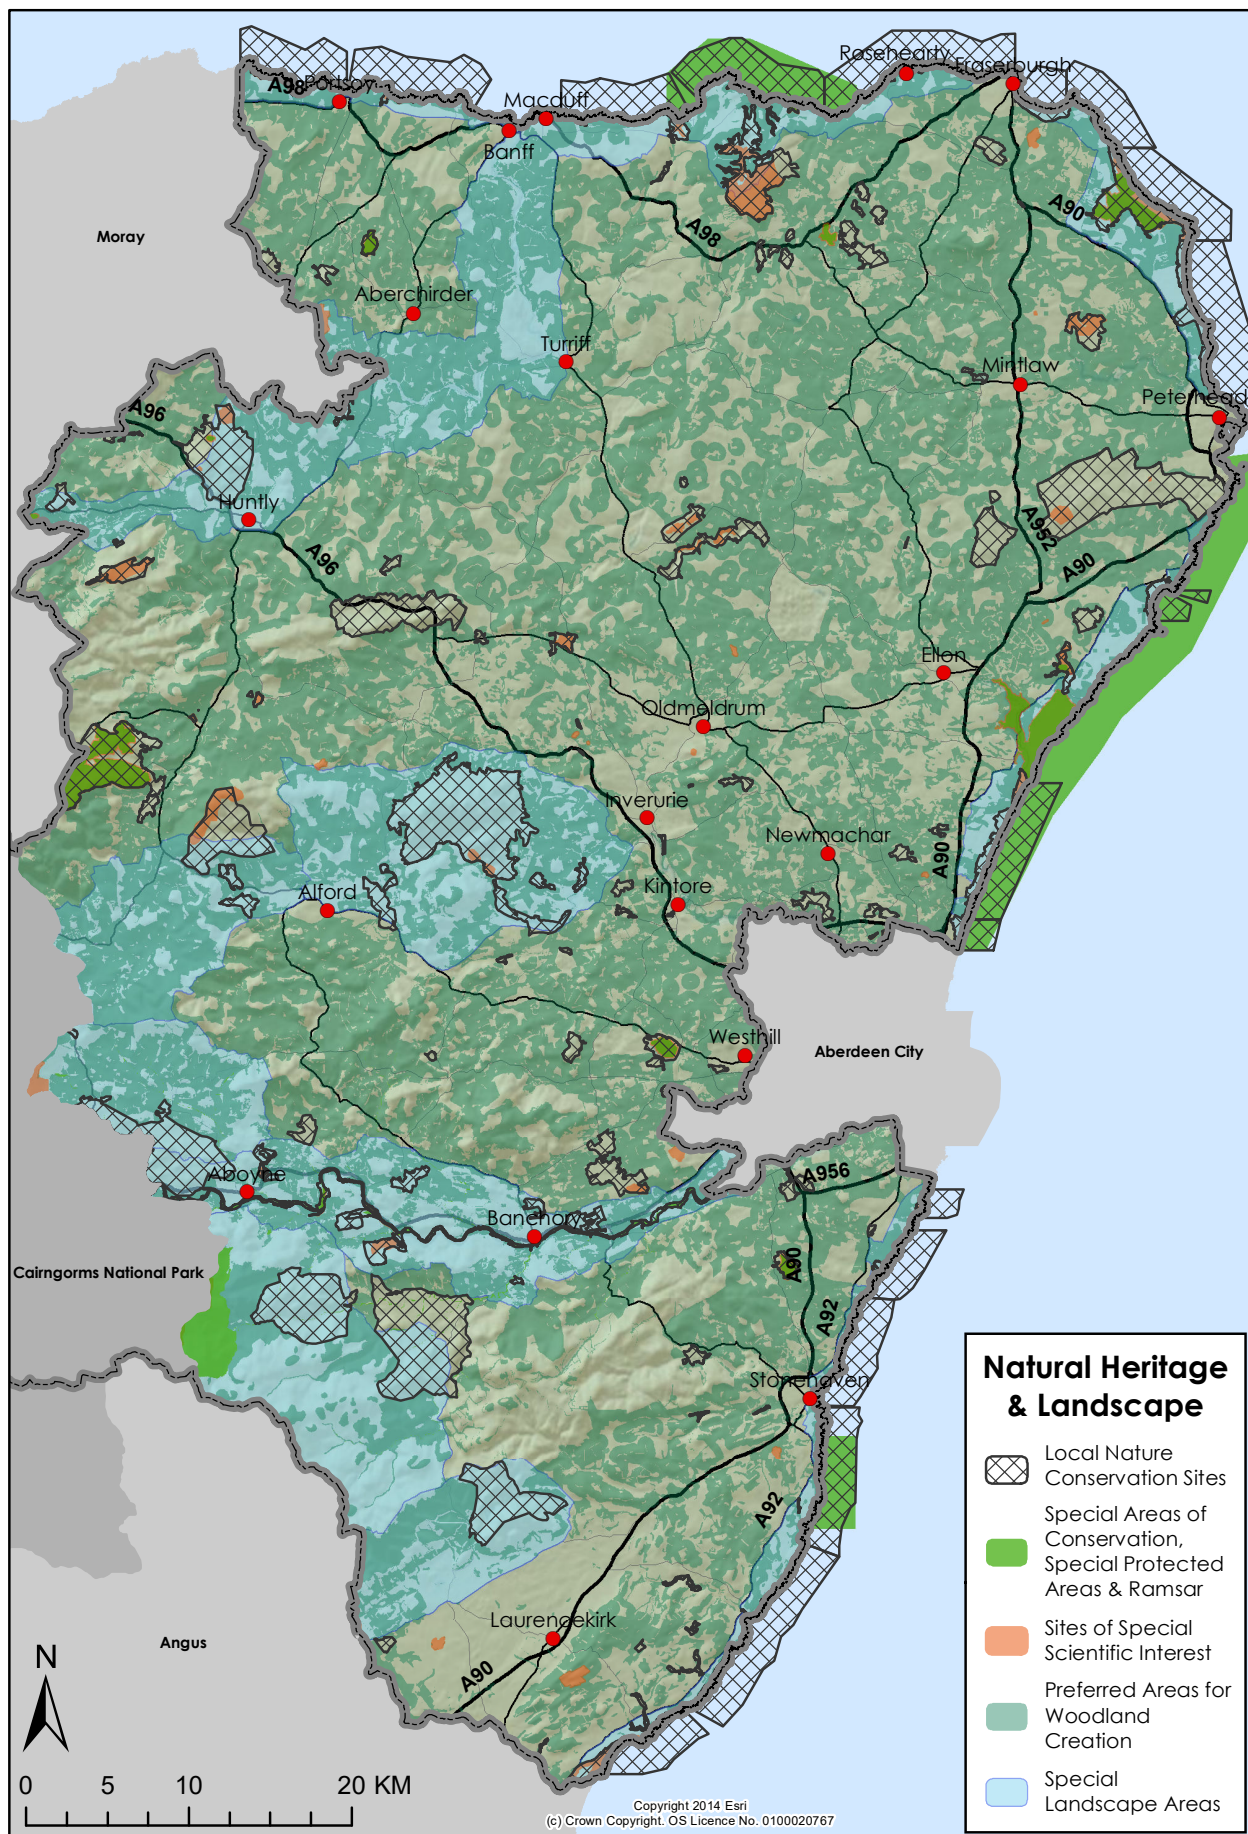 Rosehearty
Fraserburgh
A98
Portsoy
Macduff
Banff
A90
Moray
A98
Aberchirder
Turriff
Mintlaw
Peterhead
A96
Huntly
A952
A96
A90
Ellon
Oldmeldrum
Inverurie
Newmachar
A90
Kintore
Alford
Westhill
Aberdeen City
Aboyne
A956
Banchory
A90
Cairngorms National Park
A92
Stonehaven
A92
Laurencekirk
Angus
A90
N
0 5 10 20 KM
Copyright 2014 Esri
(c) Crown Copyright. OS Licence No. 0100020767
Natural Heritage
& Landscape
Local Nature
Conservation Sites
Special Areas of
Conservation,
Special Protected
Areas & Ramsar
Sites of Special
Scientific Interest
Preferred Areas for
Woodland
Creation
Special
Landscape Areas